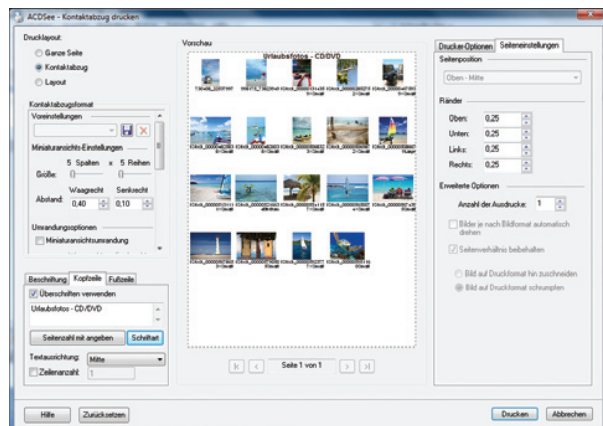 ACDSee - Kontaktabzug drucken
Drucklayout:
Ganze Seite
Kontaktabzug
Layout
Kontaktabzugsformat
Voreinstellungen
Miniaturansichts-Einstellungen
5 Spalten x 5 Reihen
Größe:
Waagrecht Senkrecht
Abstand: 0,40 0,10
Umrandungsoptionen
Miniaturansichtsumrandung
Beschriftung Kopfzeile Fußzeile
Überschriften verwenden
Urlaubsfotos - CD/DVD
Seitenzahl mit angeben Schriftart
Textausrichtung: Mitte
Zeilenanzahl: 1
Vorschau
Urlaubsfotos - CD/DVD
Seite 1 von 1
Drucker-Optionen Seiteneinstellungen
Seitenposition
Oben - Mitte
Ränder
Oben: 0,25
Unten: 0,25
Links: 0,25
Rechts: 0,25
Erweiterte Optionen
Anzahl der Ausdrucke: 1
Bilder je nach Bildformat automatisch
drehen
Seitenverhältnis beibehalten
Bild auf Druckformat hin zuschneiden
Bild auf Druckformat schrumpfen
Hilfe Zurücksetzen Drucken Abbrechen